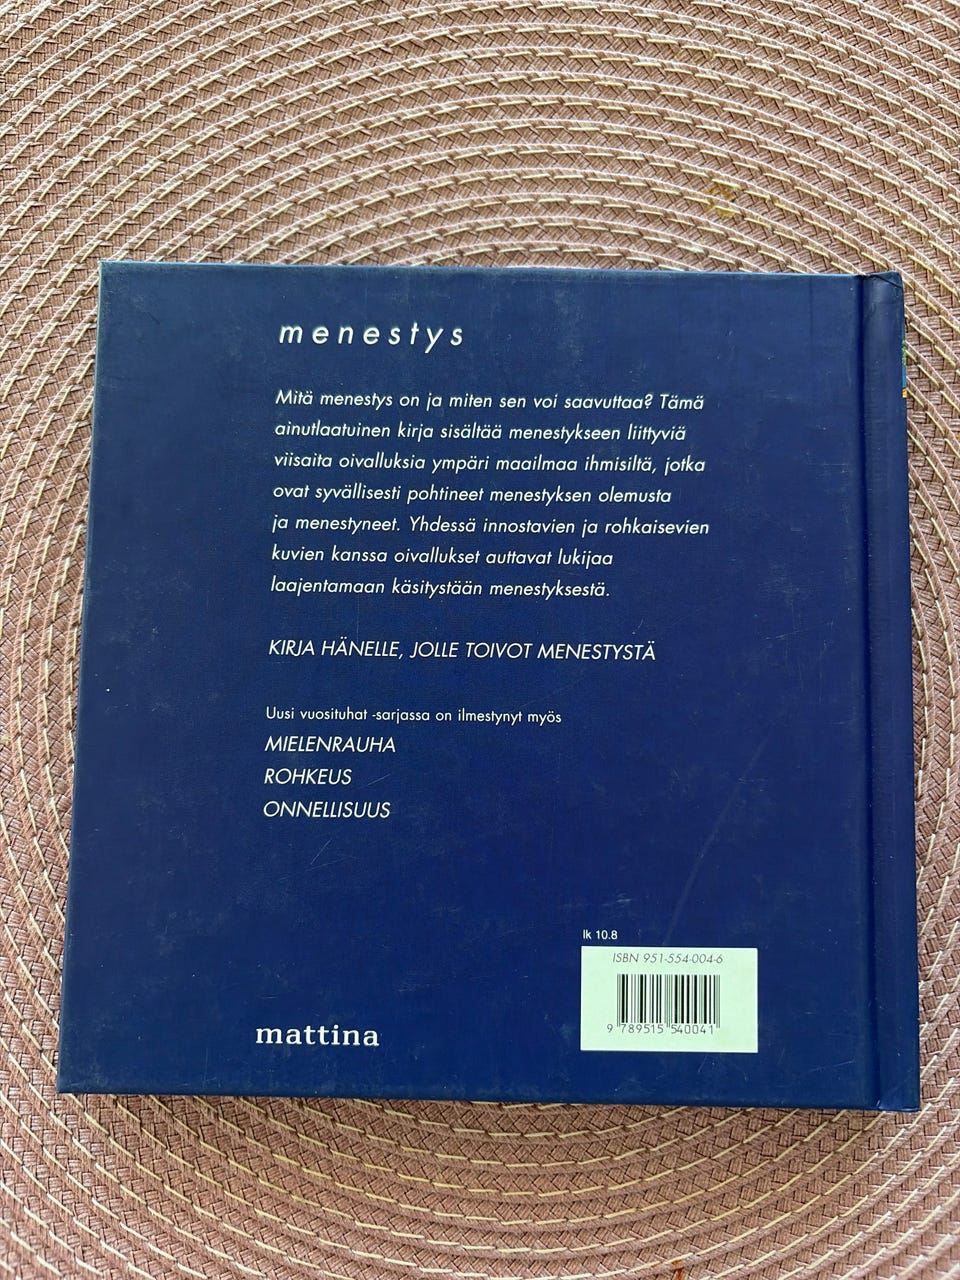 menestys
Mitä menestys on ja miten sen voi saavuttaa? Tämä
ainutlaatuinen kirja sisältää menestykseen liittyviä
viisaita oivalluksia ympäri maailmaa ihmisiltä, jotka
ovat syvällisesti pohtineet menestyksen olemusta
ja menestyneet. Yhdessä innostavien ja rohkaisevien
kuvien kanssa oivallukset auttavat lukijaa
laajentamaan käsitystään menestyksestä.
KIRJA HÄNELLE, JOLLE TOIVOT MENESTYSTÄ
Uusi vuosituhat -sarjassa on ilmestynyt myös
MIELENRAUHA
ROHKEUS
ONNELLISUUS
lk 10.8
ISBN 951-554-004-6
9 789515 540041
mattina